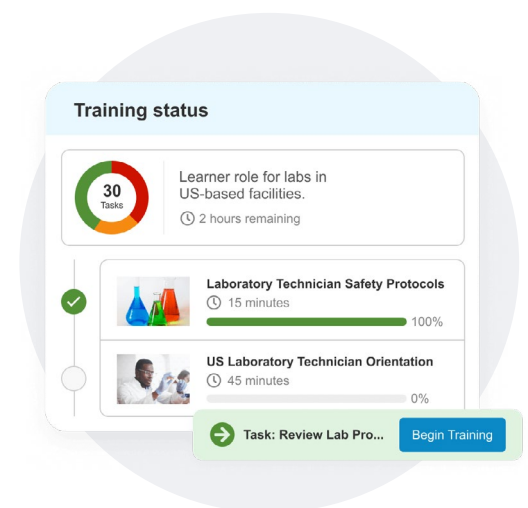 Training status
30
Tasks
Learner role for labs in
US-based facilities.
2 hours remaining
Laboratory Technician Safety Protocols
15 minutes
100%
US Laboratory Technician Orientation
45 minutes
0%
Task: Review Lab Pro...
Begin Training